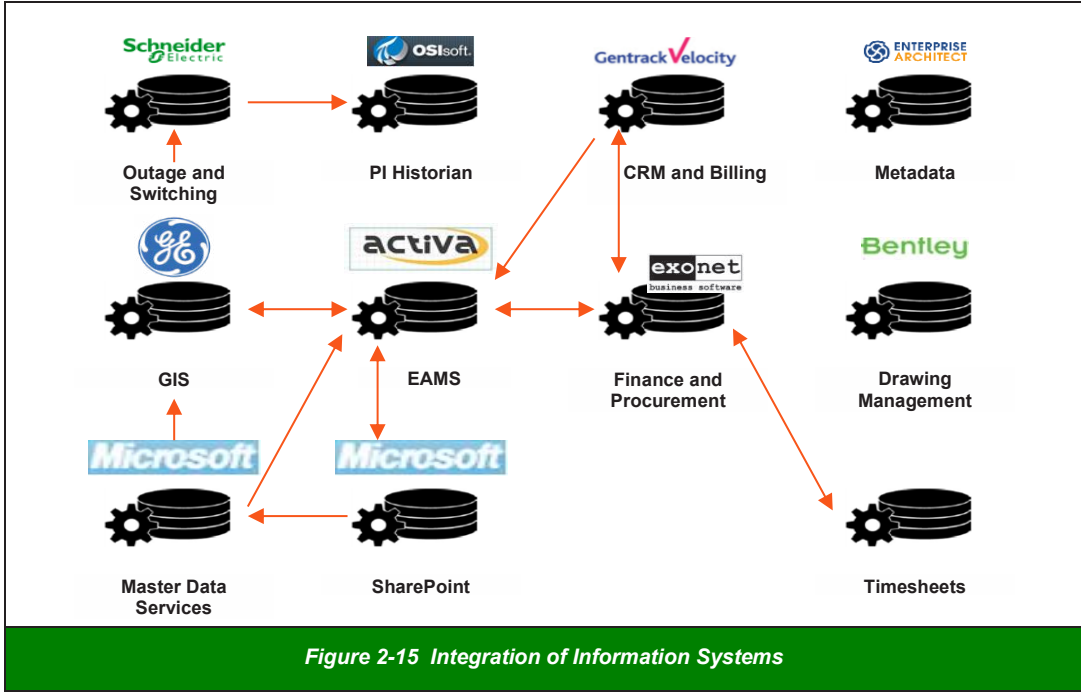 Schneider
Electric
OSIsoft.
Gentrack Velocity
ENTERPRISE
ARCHITECT
Outage and
Switching
PI Historian
CRM and Billing
Metadata
GE
activa
exonet
business software
Bentley
GIS
EAMS
Finance and
Procurement
Drawing
Management
Microsoft
Microsoft
Master Data
Services
SharePoint
Timesheets
Figure 2-15 Integration of Information Systems